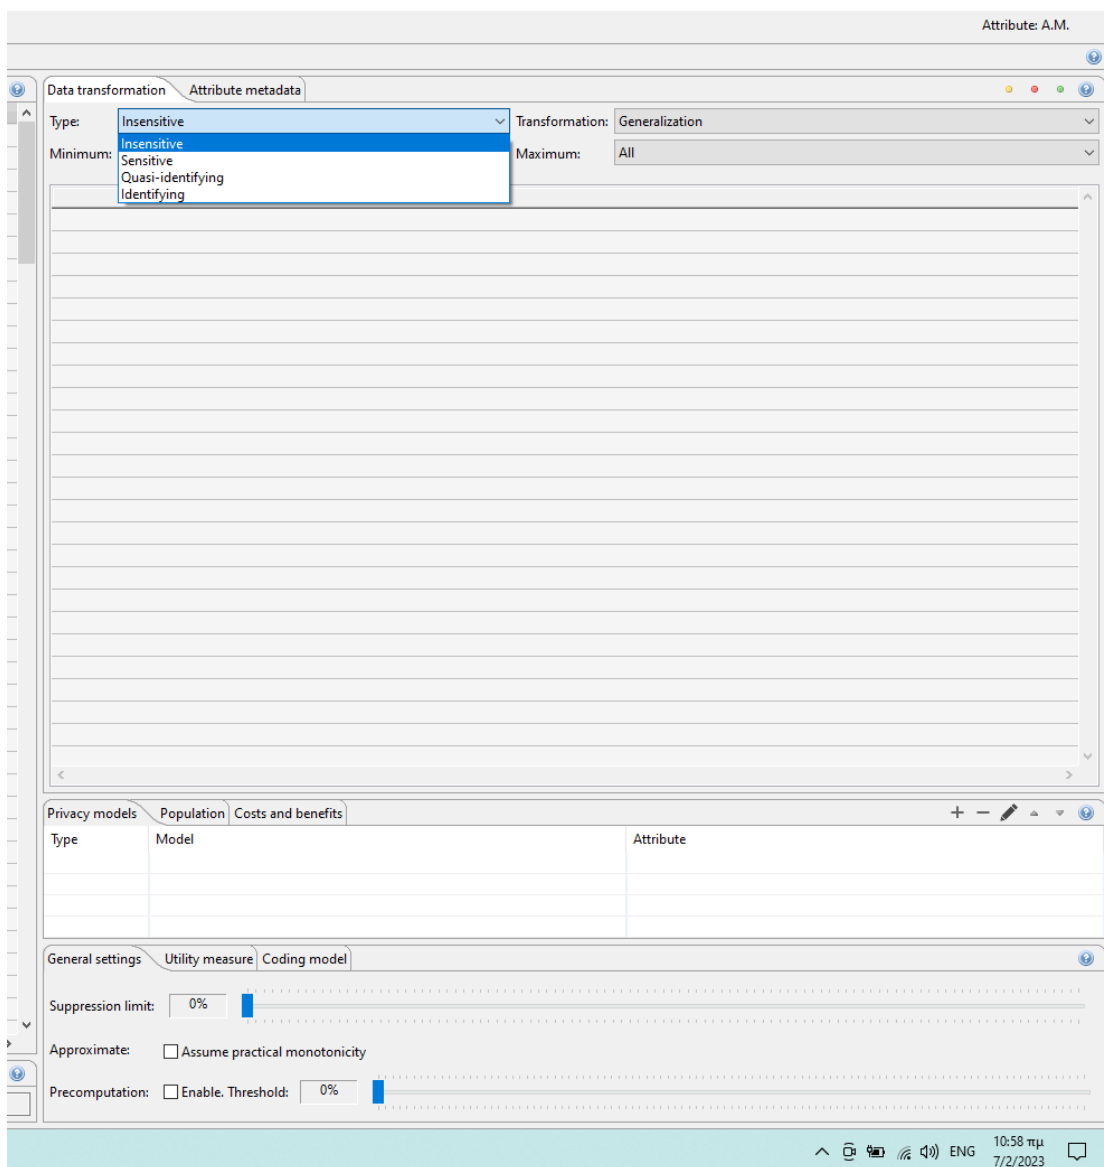 Attribute: A.M.
Data transformation Attribute metadata
Type: Insensitive Transformation: Generalization
Insensitive
Minimum: Maximum: All
Sensitive
Quasi-identifying
Identifying
Privacy models Population Costs and benefits
Type Model Attribute
General settings Utility measure Coding model
Suppression limit: 0%
Approximate: Assume practical monotonicity
Precomputation: Enable. Threshold: 0%
ENG 10:58 πμ
7/2/2023